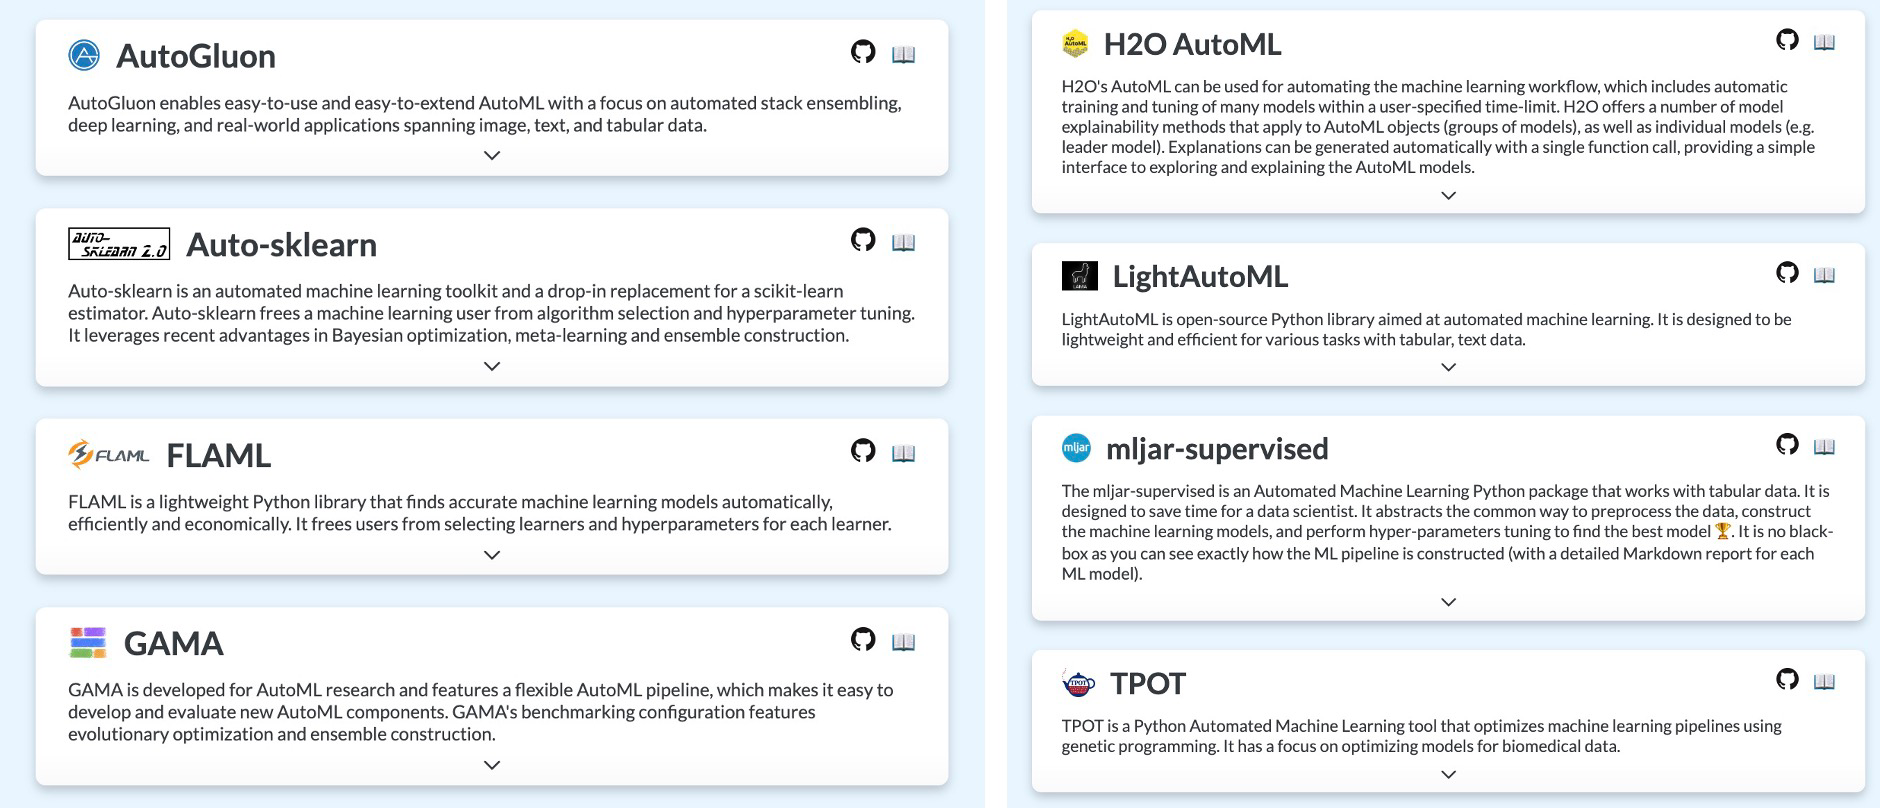 AutoGluon
AutoGluon enables easy-to-use and easy-to-extend AutoML with a focus on automated stack ensembling,
deep learning, and real-world applications spanning image, text, and tabular data.
AUTO-
SKLEARN 2.0
Auto-sklearn
Auto-sklearn is an automated machine learning toolkit and a drop-in replacement for a scikit-learn
estimator. Auto-sklearn frees a machine learning user from algorithm selection and hyperparameter tuning.
It leverages recent advantages in Bayesian optimization, meta-learning and ensemble construction.
FLAML FLAML
FLAML is a lightweight Python library that finds accurate machine learning models automatically,
efficiently and economically. It frees users from selecting learners and hyperparameters for each learner.
GAMA
GAMA is developed for AutoML research and features a flexible AutoML pipeline, which makes it easy to
develop and evaluate new AutoML components. GAMA's benchmarking configuration features
evolutionary optimization and ensemble construction.
H2O
AutoML
H2O AutoML
H2O's AutoML can be used for automating the machine learning workflow, which includes automatic
training and tuning of many models within a user-specified time-limit. H2O offers a number of model
explainability methods that apply to AutoML objects (groups of models), as well as individual models (e.g.
leader model). Explanations can be generated automatically with a single function call, providing a simple
interface to exploring and explaining the AutoML models.
LAMA
LightAutoML
LightAutoML is open-source Python library aimed at automated machine learning. It is designed to be
lightweight and efficient for various tasks with tabular, text data.
mljar mljar-supervised
The mljar-supervised is an Automated Machine Learning Python package that works with tabular data. It is
designed to save time for a data scientist. It abstracts the common way to preprocess the data, construct
the machine learning models, and perform hyper-parameters tuning to find the best model 🏆. It is no black-
box as you can see exactly how the ML pipeline is constructed (with a detailed Markdown report for each
ML model).
TPOT TPOT
TPOT is a Python Automated Machine Learning tool that optimizes machine learning pipelines using
genetic programming. It has a focus on optimizing models for biomedical data.